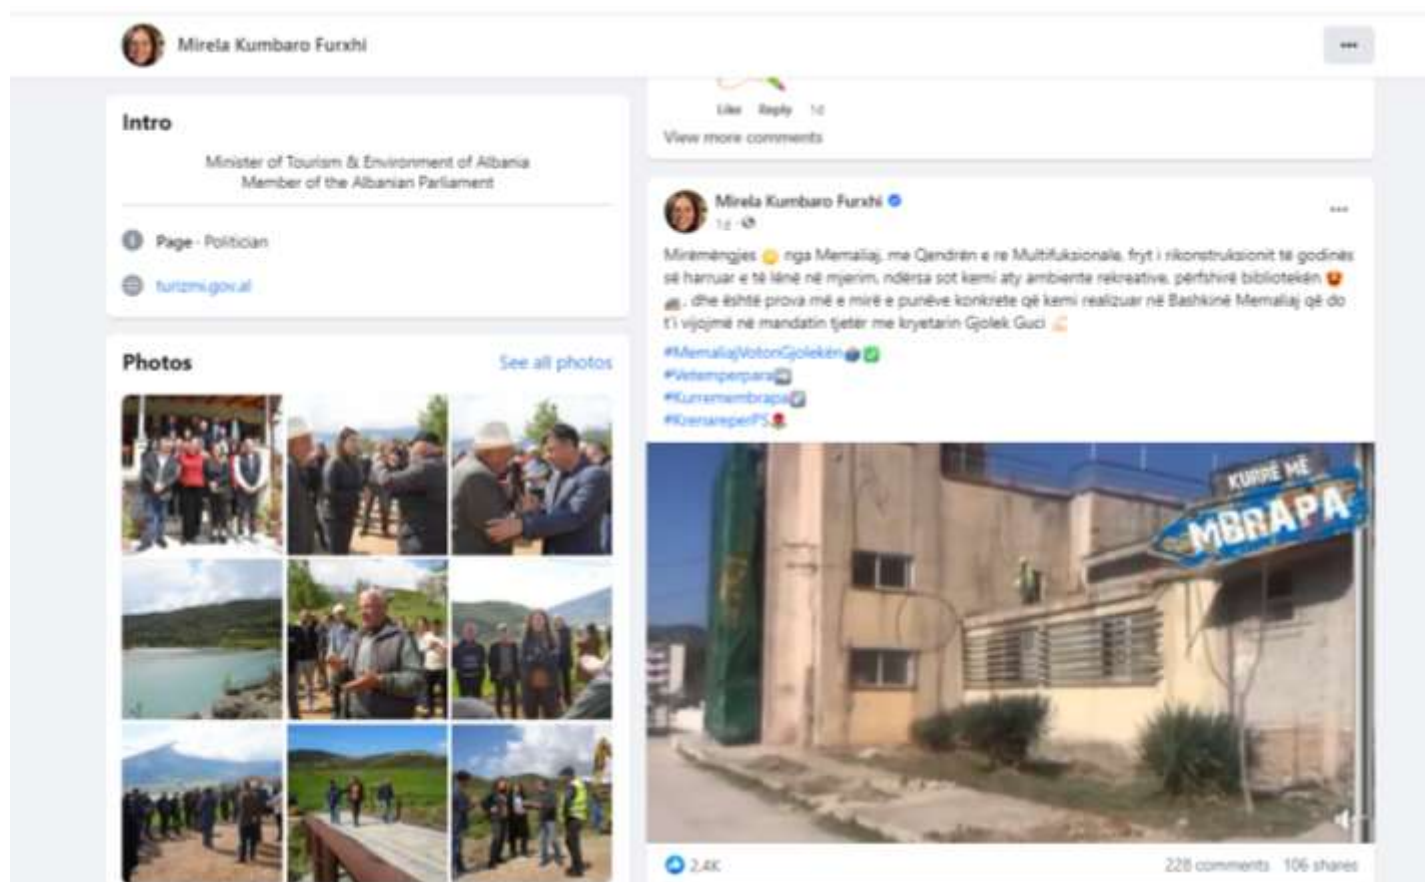 Mirela Kumbaro Furxhi
Intro
Minister of Tourism & Environment of Albania
Member of the Albanian Parliament
Page · Politician
turizmi.gov.al
Photos
See all photos
Like Reply 1d
View more comments
Mirela Kumbaro Furxhi
1d ·
Mirëmëngjes 😊 nga Memaliaj, me Qendrën e re Multifuksionale, fryt i rikonstruksionit të godinës
së harruar e të lënë në mjerim, ndërsa sot kemi aty ambiente rekreative, përfshirë bibliotekën
, dhe është prova më e mirë e punëve konkrete që kemi realizuar në Bashkinë Memaliaj që do
t'i vijojmë në mandatin tjetër me kryetarin Gjolek Guci
#MemaliajVotonGjolekën🗳️✅
#Vetemperpara➡️
#Kurremembrapa↙️
#KrenareperPS🌹
KURRË MË
MBRAPA
2,4K
228 comments 106 shares